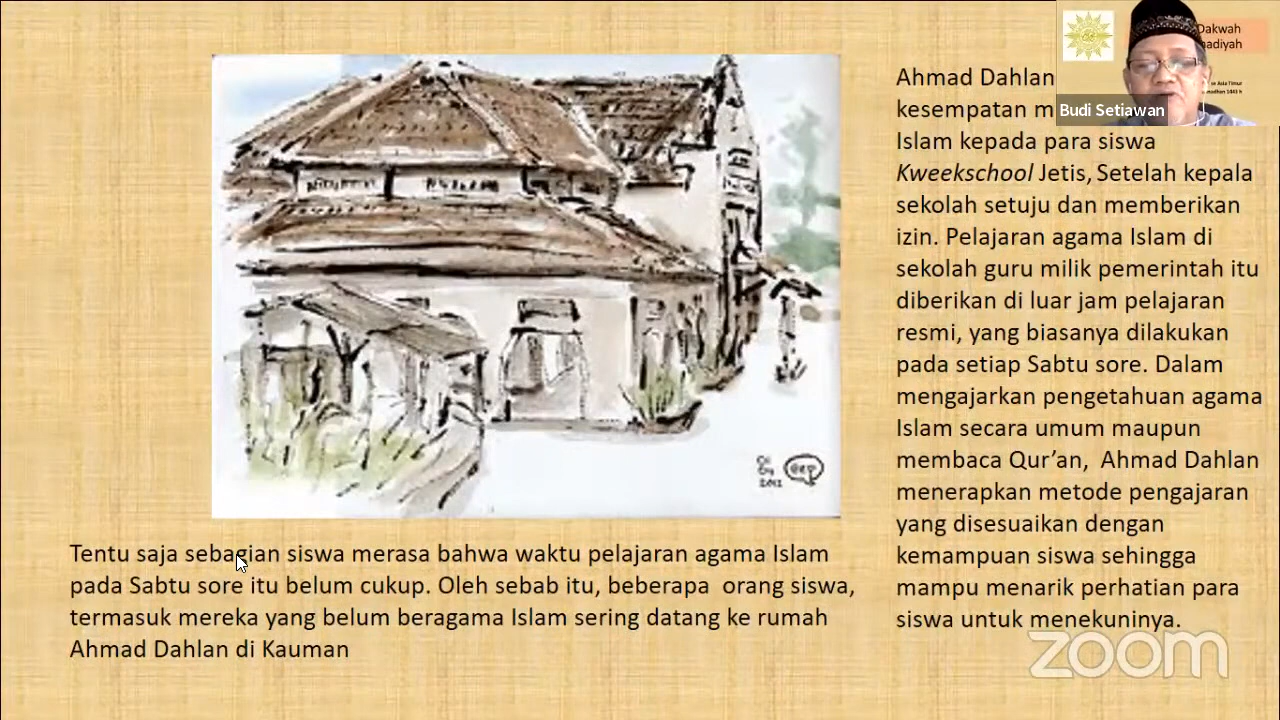 Dakwah
Budi Setiawan
Ahmad Dahlan
kesempatan
Islam kepada para siswa
Kweekschool Jetis, Setelah kepala
sekolah setuju dan memberikan
izin. Pelajaran agama Islam di
sekolah guru milik pemerintah itu
diberikan di luar jam pelajaran
resmi, yang biasanya dilakukan
pada setiap Sabtu sore. Dalam
mengajarkan pengetahuan agama
Islam secara umum maupun
membaca Qur’an, Ahmad Dahlan
menerapkan metode pengajaran
yang disesuaikan dengan
kemampuan siswa sehingga
mampu menarik perhatian para
siswa untuk menekuninya.
Tentu saja sebagian siswa merasa bahwa waktu pelajaran agama Islam
pada Sabtu sore itu belum cukup. Oleh sebab itu, beberapa orang siswa,
termasuk mereka yang belum beragama Islam sering datang ke rumah
Ahmad Dahlan di Kauman
zoom